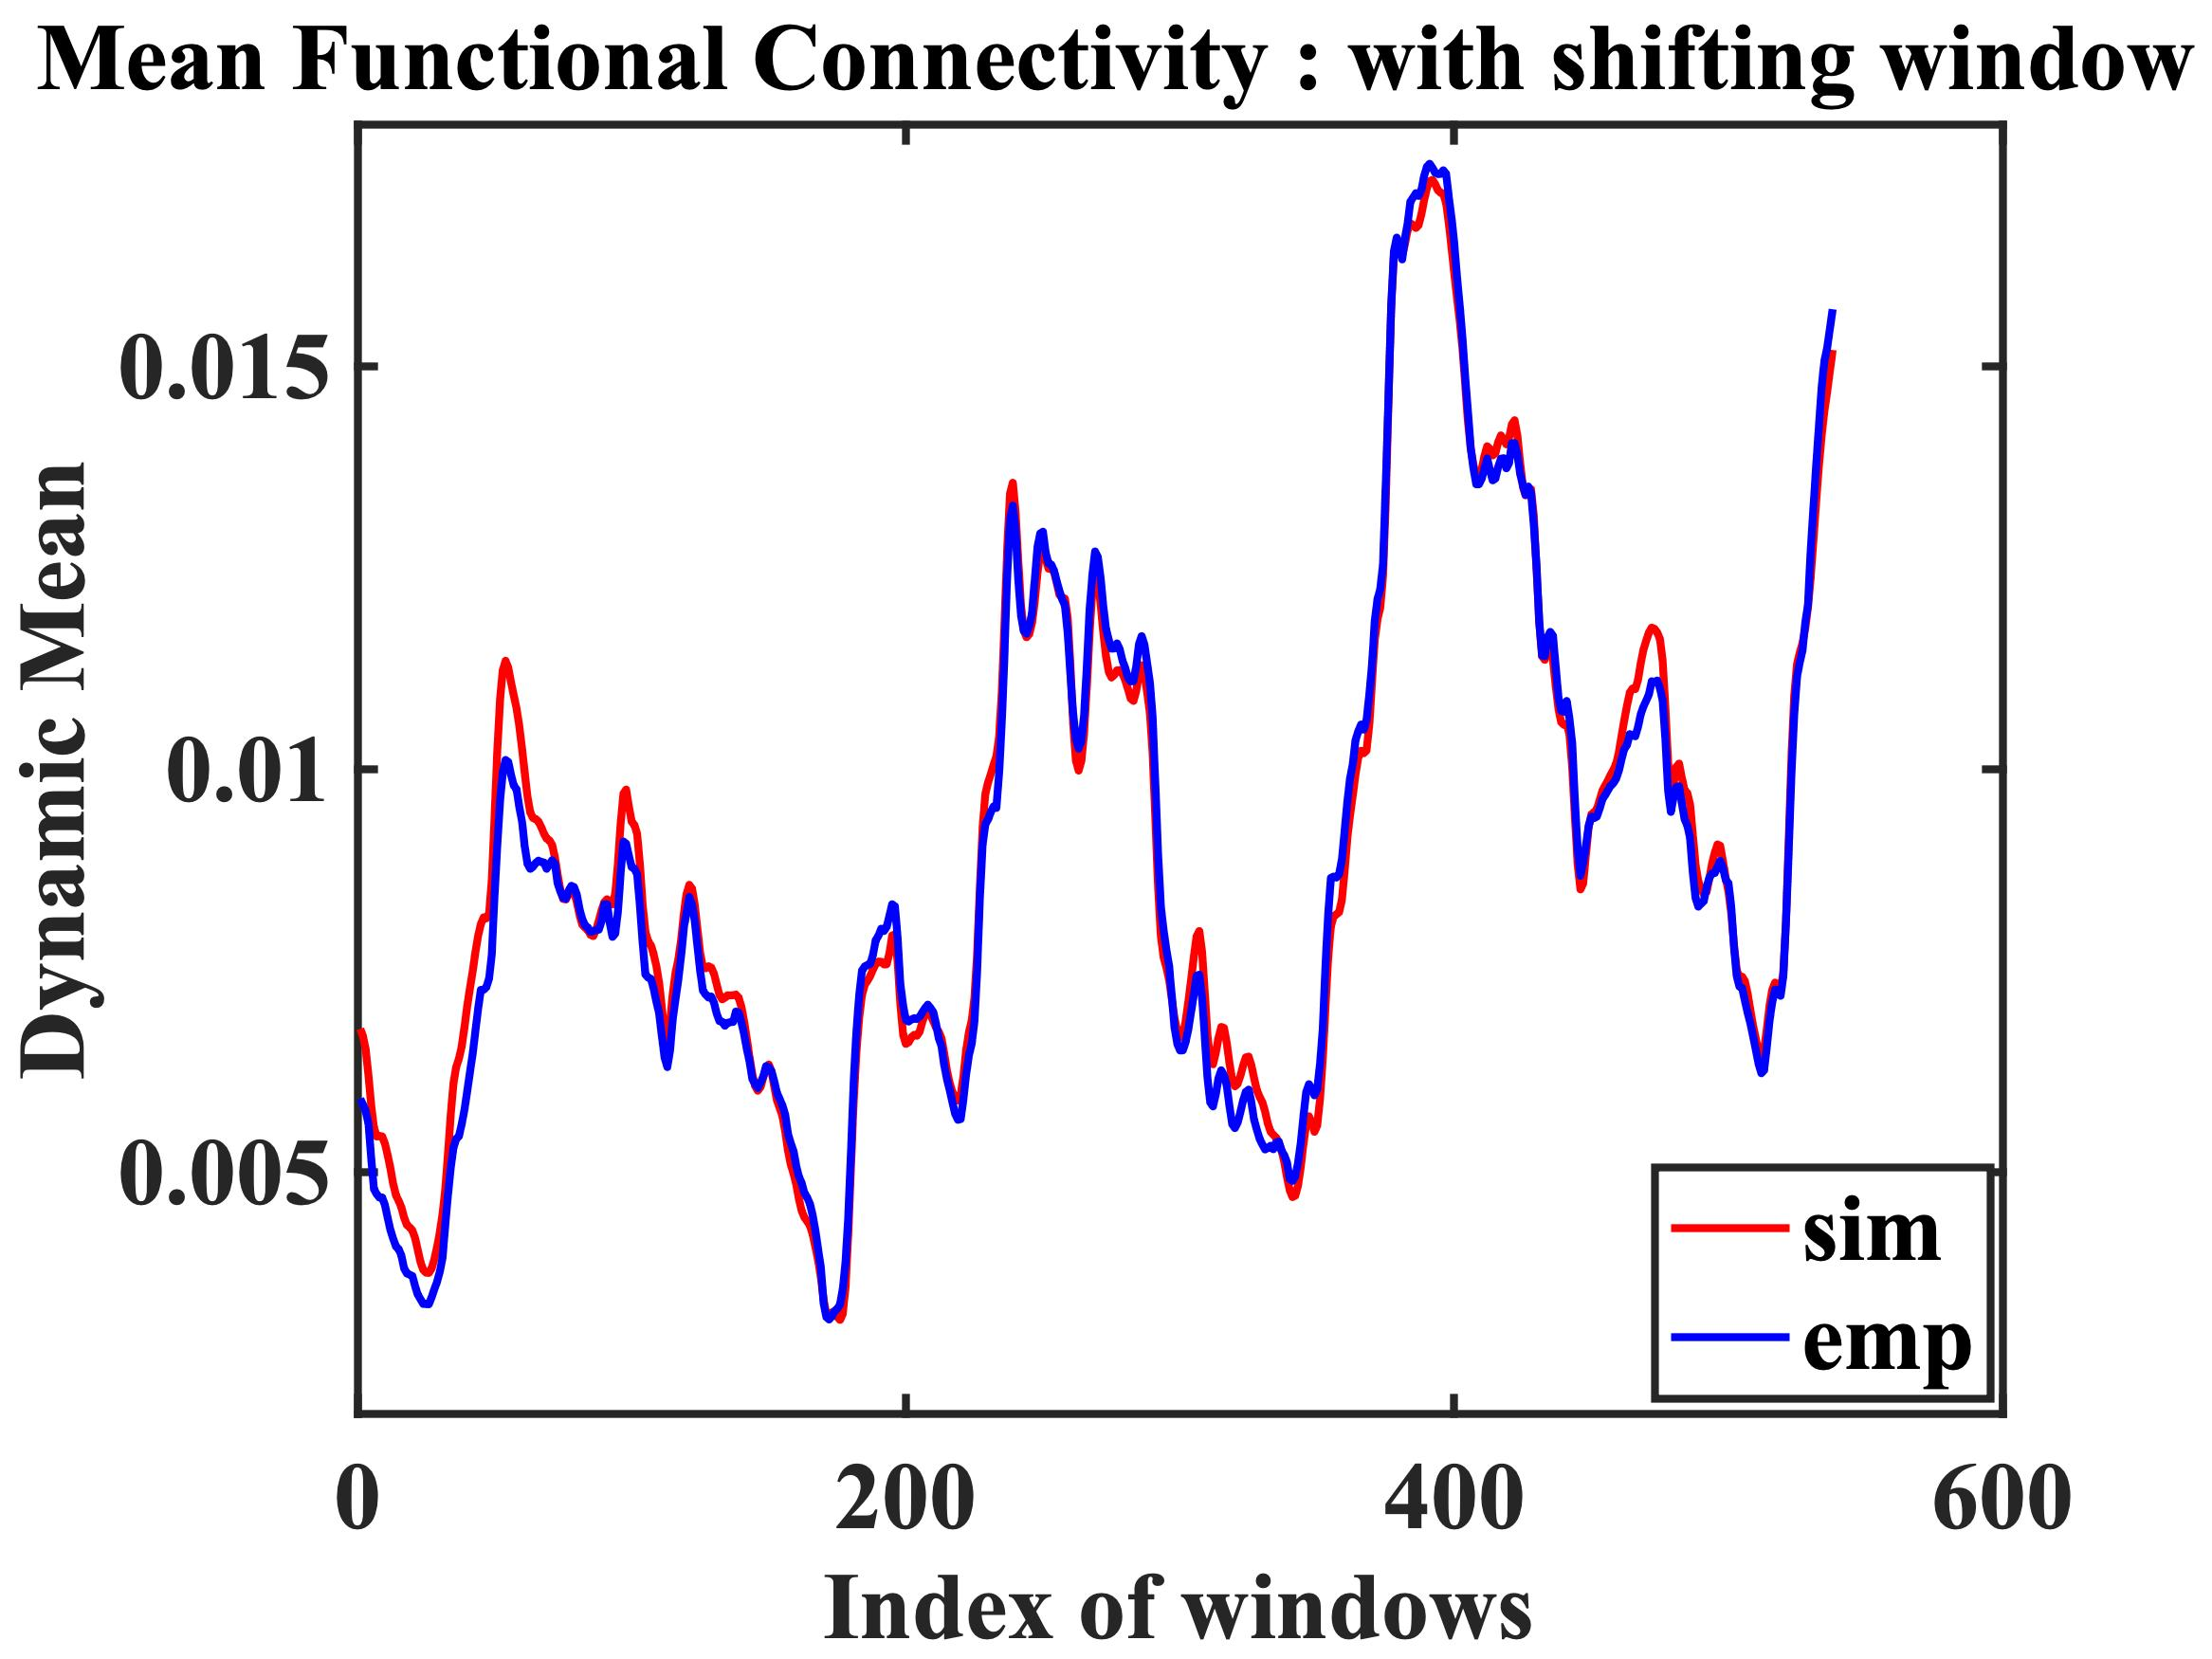 Mean Functional Connectivity : with shifting window
Dynamic Mean
0.015
0.01
0.005
0
200
400
600
Index of windows
sim
emp